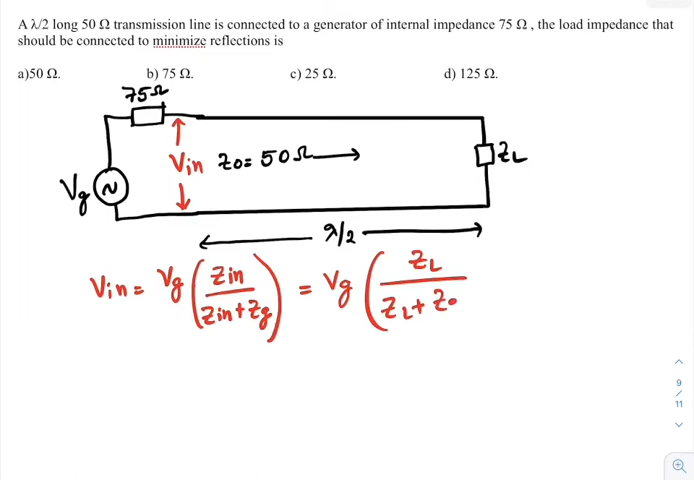 A λ/2 long 50 Ω transmission line is connected to a generator of internal impedance 75 Ω , the load impedance that
should be connected to minimize reflections is
a)50 Ω. b) 75 Ω. c) 25 Ω. d) 125 Ω.
75Ω
Vin Zo= 50Ω
ZL
Vg
λ/2
Vin= Vg (Zin/Zin+Zg) = Vg (ZL/ZL+Zo
9
/
11